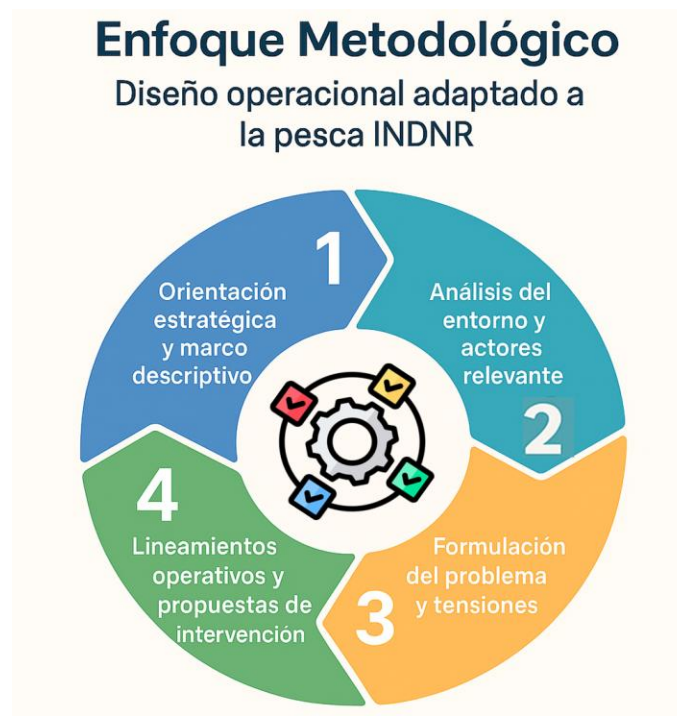 Enfoque Metodológico
Diseño operacional adaptado a
la pesca INDNR
1
Orientación
estratégica
y marco
descriptivo
Análisis del
entorno y
actores
relevante
2
Formulación
del problema
y tensiones
3
4
Lineamientos
operativos y
propuestas de
intervención